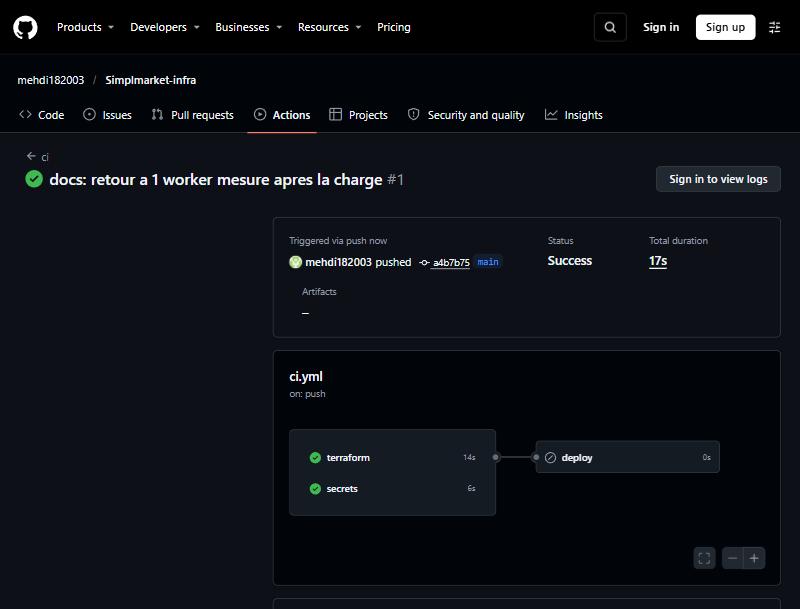 Products Developers Businesses Resources Pricing Sign in Sign up
mehdi182003 / Simplmarket-infra
Code Issues Pull requests Actions Projects Security and quality Insights
ci
docs: retour a 1 worker mesure apres la charge #1
Sign in to view logs
Triggered via push now Status Total duration
mehdi182003 pushed a4b7b75 main Success 17s
Artifacts
–
ci.yml
on: push
terraform 14s deploy 0s
secrets 6s